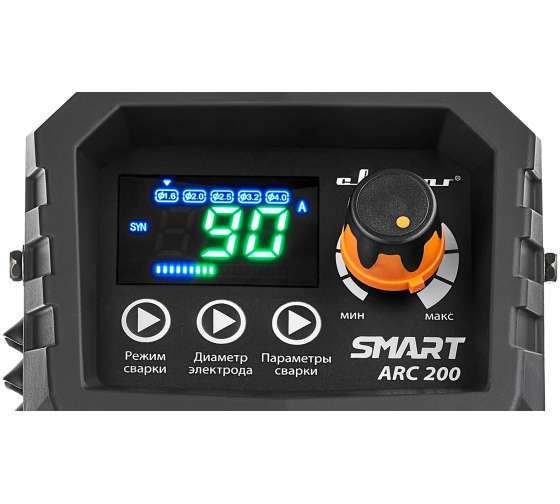 Ø1.6 Ø2.0 Ø2.5 Ø3.2 Ø4.0
A
SYN
90
мин макс
Режим сварки
Диаметр электрода
Параметры сварки
SMART
ARC 200